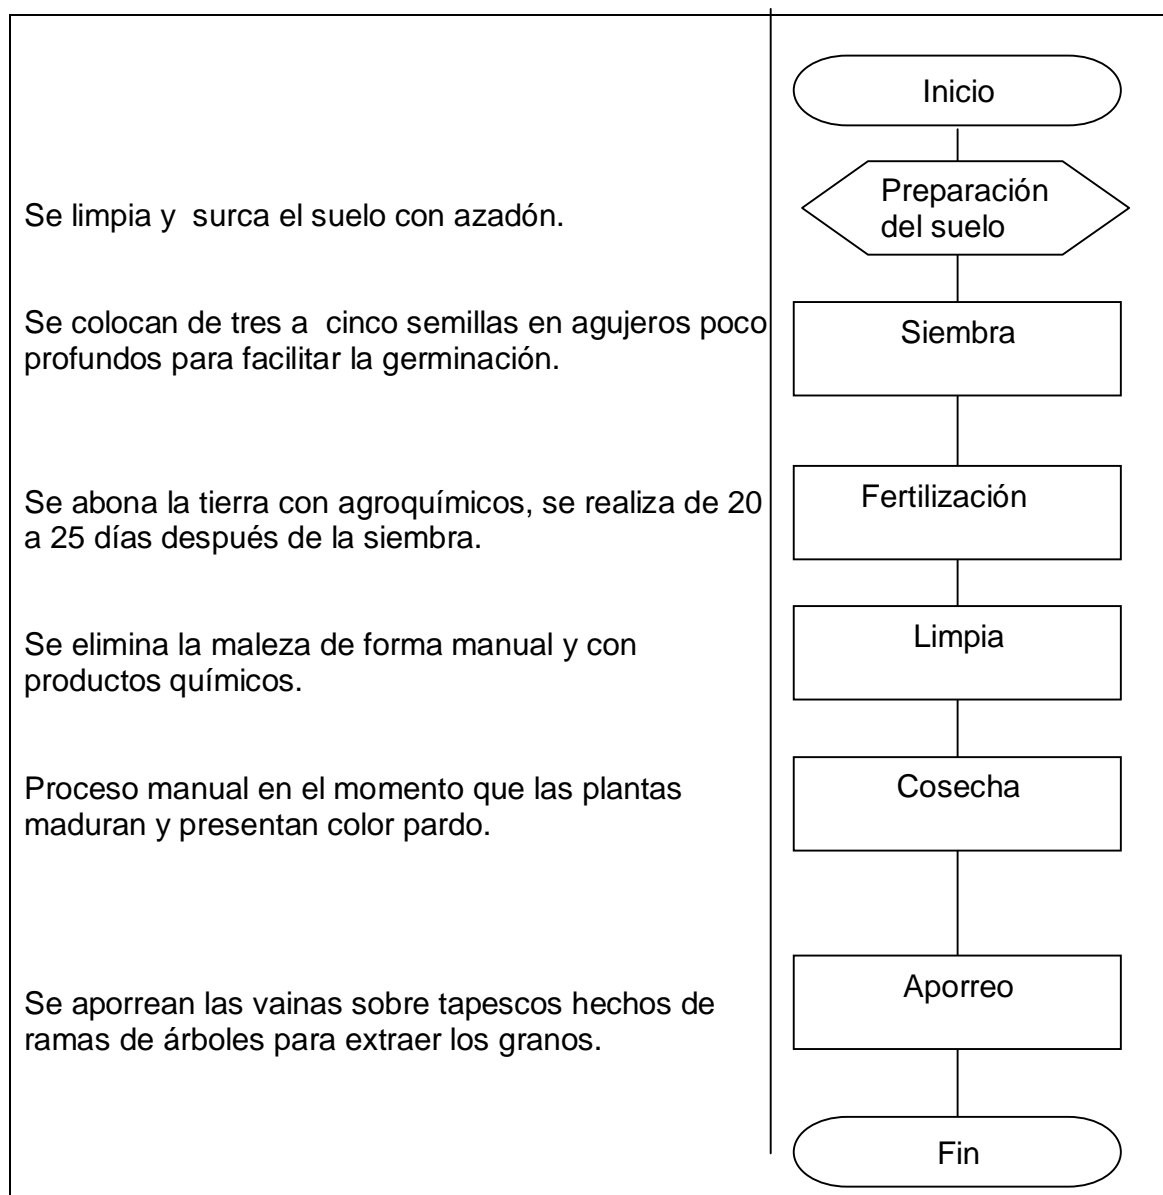 Inicio
Se limpia y surca el suelo con azadón.
Preparación
del suelo
Se colocan de tres a cinco semillas en agujeros poco
profundos para facilitar la germinación.
Siembra
Se abona la tierra con agroquímicos, se realiza de 20
a 25 días después de la siembra.
Fertilización
Se elimina la maleza de forma manual y con
productos químicos.
Limpia
Proceso manual en el momento que las plantas
maduran y presentan color pardo.
Cosecha
Se aporrean las vainas sobre tapescos hechos de
ramas de árboles para extraer los granos.
Aporreo
Fin